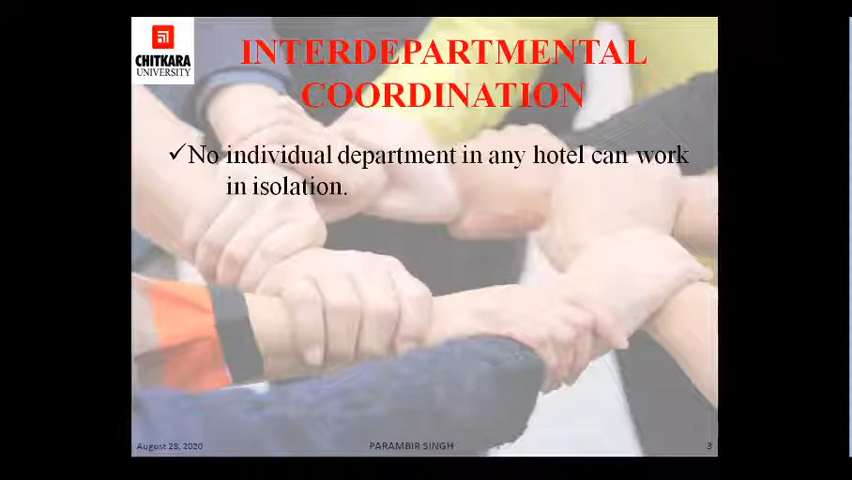 CHITKARA
UNIVERSITY
INTERDEPARTMENTAL
COORDINATION
✓No individual department in any hotel can work
in isolation.
August 28, 2020
PARAMBIR SINGH
3